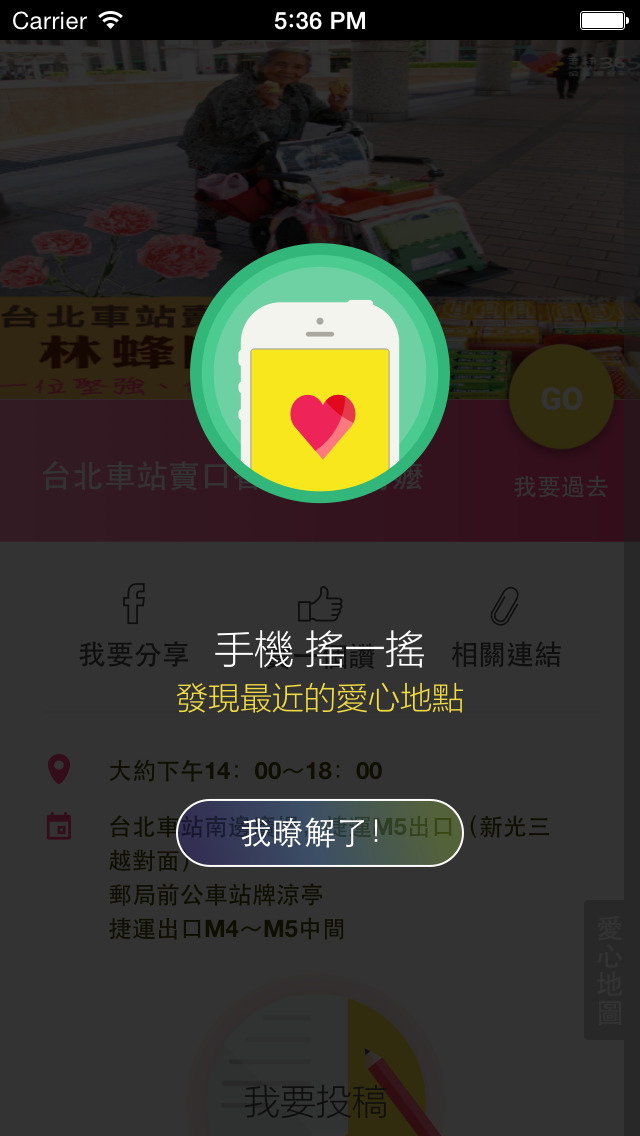 Carrier 5:36 PM
台北車站賣
林蜂
一位堅強、
GO
台北車站賣口香
嬤
我要過去
我要分享
讚
相關連結
手機 搖一搖
發現最近的愛心地點
大約下午14：00～18：00
台北車站南邊 捷運M5出口（新光三
越對面）
我瞭解了!
郵局前公車站牌涼亭
捷運出口M4～M5中間
愛心地圖
我要投稿